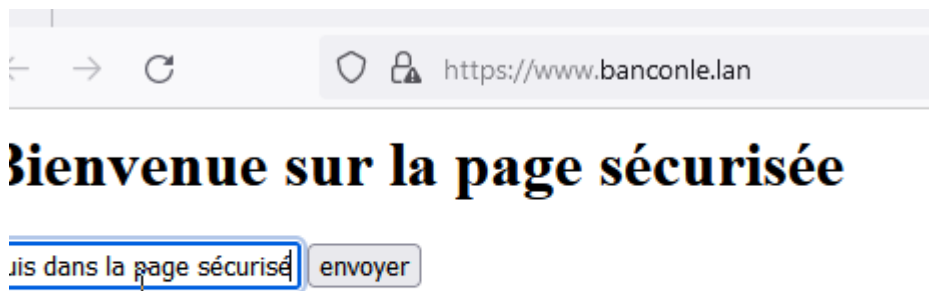 https://www.banconle.lan
Bienvenue sur la page sécurisée
uis dans la page sécurisé envoyer